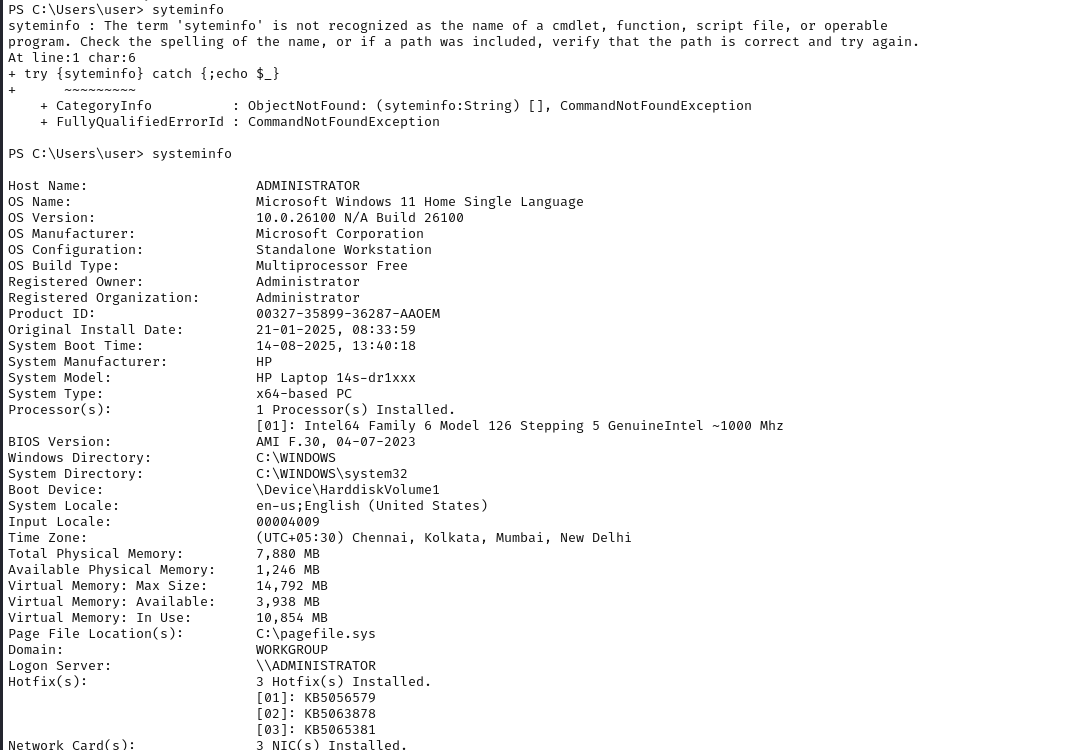 PS C:\Users\user> syteminfo
syteminfo : The term 'syteminfo' is not recognized as the name of a cmdlet, function, script file, or operable
program. Check the spelling of the name, or if a path was included, verify that the path is correct and try again.
At line:1 char:6
+ try {syteminfo} catch {;echo $_}
+      ~~~~~~~~~
    + CategoryInfo          : ObjectNotFound: (syteminfo:String) [], CommandNotFoundException
    + FullyQualifiedErrorId : CommandNotFoundException
PS C:\Users\user> systeminfo
Host Name:                     ADMINISTRATOR
OS Name:                       Microsoft Windows 11 Home Single Language
OS Version:                    10.0.26100 N/A Build 26100
OS Manufacturer:               Microsoft Corporation
OS Configuration:              Standalone Workstation
OS Build Type:                 Multiprocessor Free
Registered Owner:              Administrator
Registered Organization:       Administrator
Product ID:                    00327-35899-36287-AAOEM
Original Install Date:         21-01-2025, 08:33:59
System Boot Time:              14-08-2025, 13:40:18
System Manufacturer:           HP
System Model:                  HP Laptop 14s-dr1xxx
System Type:                   x64-based PC
Processor(s):                  1 Processor(s) Installed.
                               [01]: Intel64 Family 6 Model 126 Stepping 5 GenuineIntel ~1000 Mhz
BIOS Version:                  AMI F.30, 04-07-2023
Windows Directory:             C:\WINDOWS
System Directory:              C:\WINDOWS\system32
Boot Device:                   \Device\HarddiskVolume1
System Locale:                 en-us;English (United States)
Input Locale:                  00004009
Time Zone:                     (UTC+05:30) Chennai, Kolkata, Mumbai, New Delhi
Total Physical Memory:         7,880 MB
Available Physical Memory:     1,246 MB
Virtual Memory: Max Size:      14,792 MB
Virtual Memory: Available:     3,938 MB
Virtual Memory: In Use:        10,854 MB
Page File Location(s):         C:\pagefile.sys
Domain:                        WORKGROUP
Logon Server:                  \\ADMINISTRATOR
Hotfix(s):                     3 Hotfix(s) Installed.
                               [01]: KB5056579
                               [02]: KB5063878
                               [03]: KB5065381
Network Card(s):               3 NIC(s) Installed.